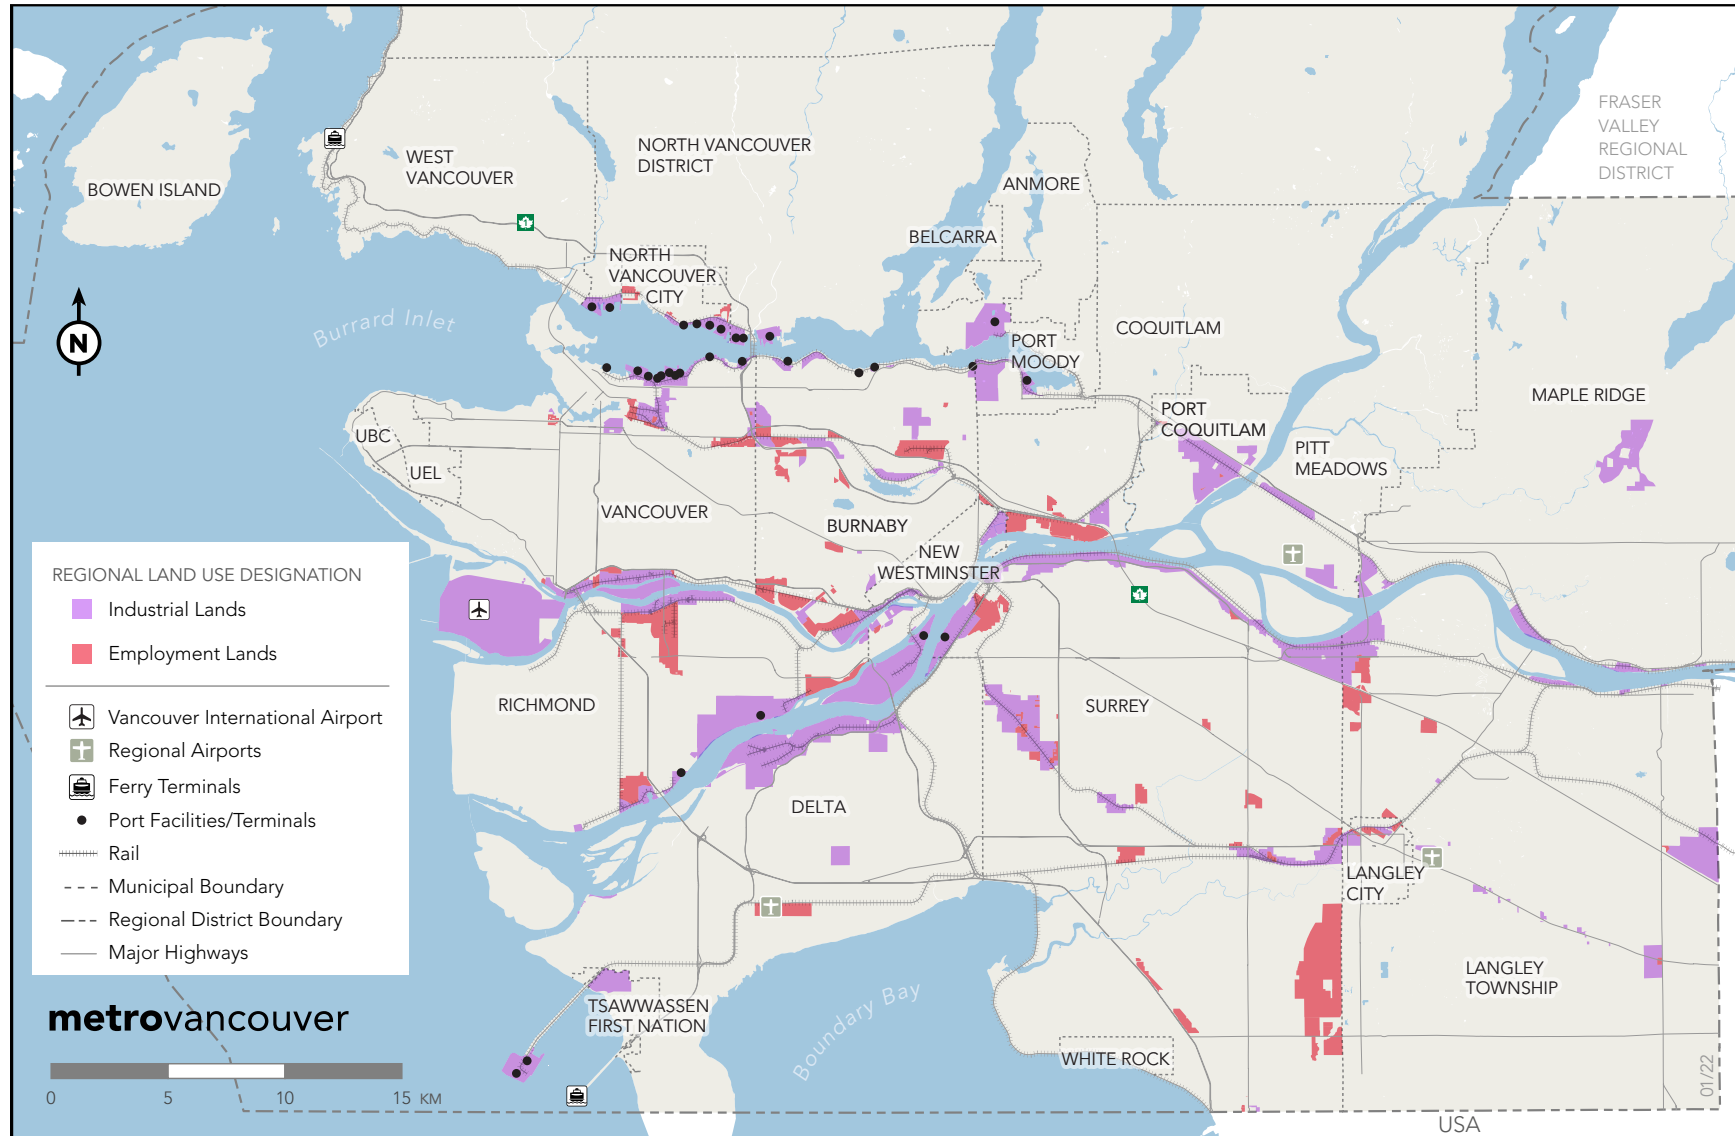 FRASER
VALLEY
REGIONAL
DISTRICT
WEST
VANCOUVER
NORTH VANCOUVER
DISTRICT
BOWEN ISLAND
ANMORE
BELCARRA
NORTH
VANCOUVER
CITY
Burrard Inlet
N
1
COQUITLAM
PORT
MOODY
MAPLE RIDGE
PORT
COQUITLAM
PITT
MEADOWS
UBC
UEL
VANCOUVER
BURNABY
NEW
WESTMINSTER
1
RICHMOND
SURREY
DELTA
LANGLEY
CITY
LANGLEY
TOWNSHIP
TSAWWASSEN
FIRST NATION
Boundary Bay
WHITE ROCK
USA
01/22
REGIONAL LAND USE DESIGNATION
Industrial Lands
Employment Lands
Vancouver International Airport
Regional Airports
Ferry Terminals
Port Facilities/Terminals
Rail
Municipal Boundary
Regional District Boundary
Major Highways
metrovancouver
0 5 10 15 KM